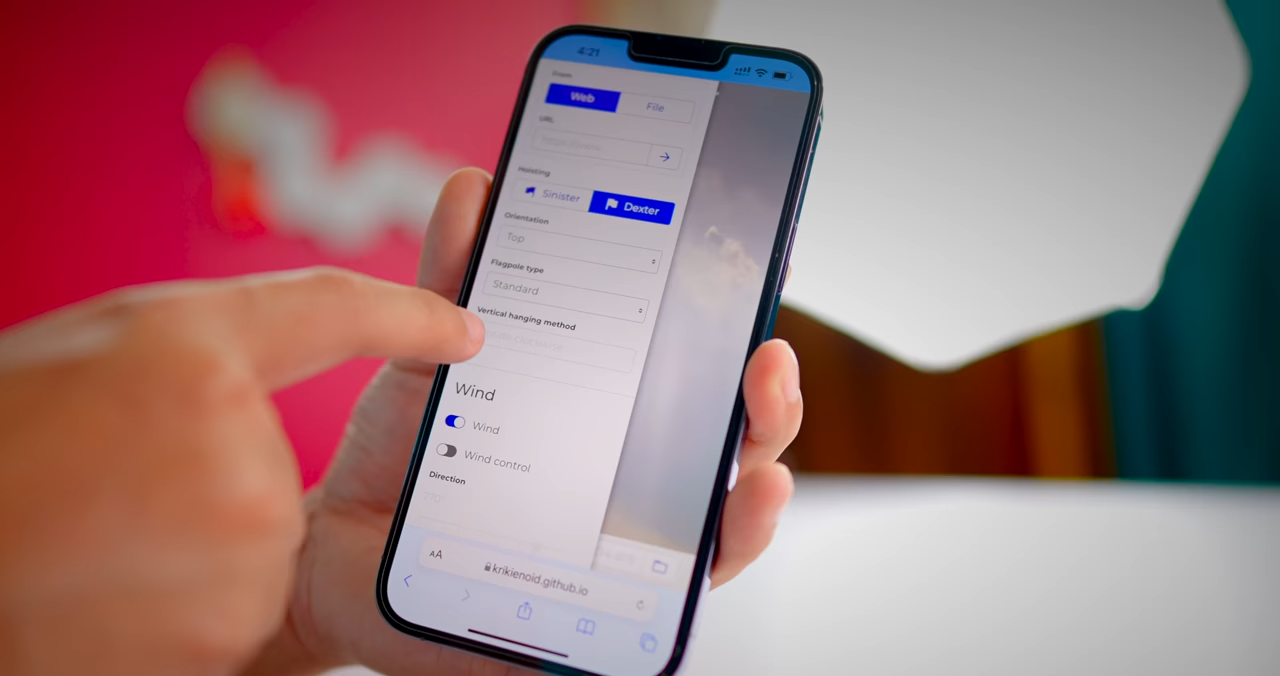 4:21
From
Web
File
URL
Hoisting
Sinister
Dexter
Orientation
Top
Flagpole type
Standard
Vertical hanging method
Wind
Wind
Wind control
Direction
AA
krikienoid.github.io